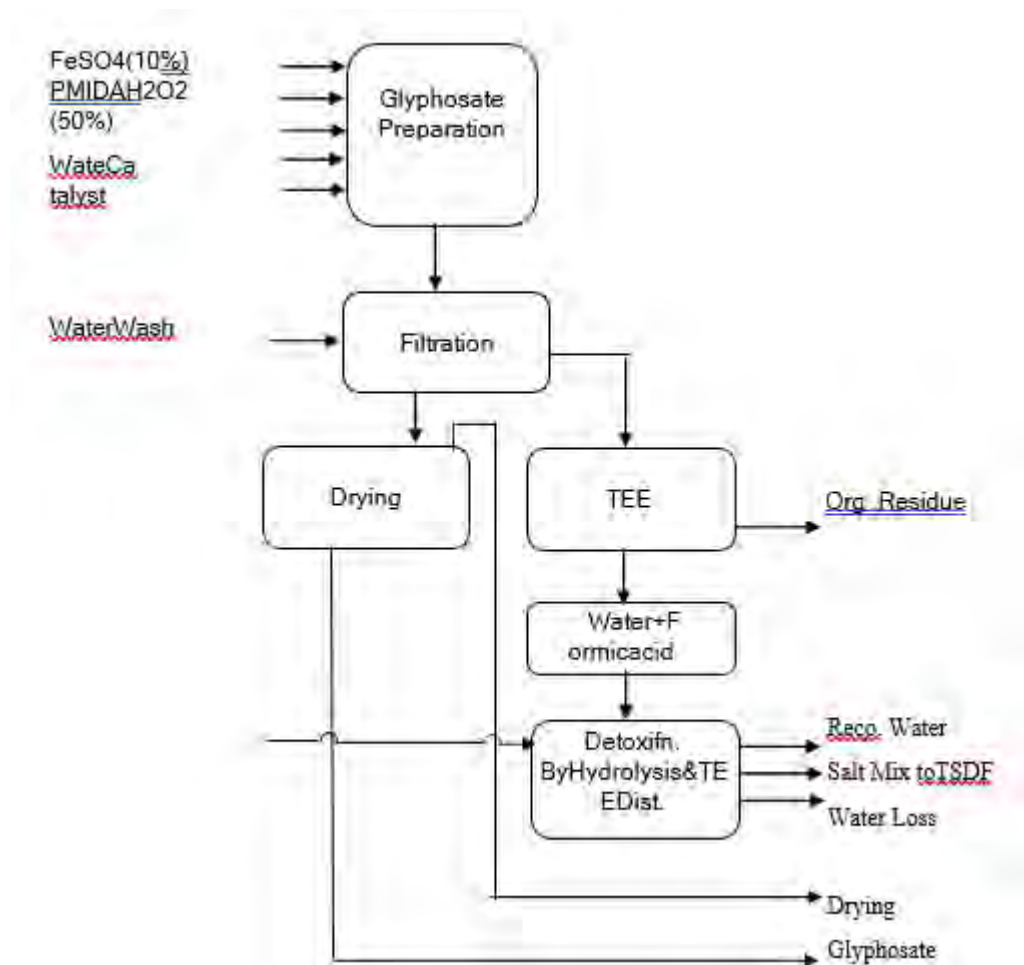 FeSO4(10%)
PMIDAH2O2
(50%)
WateCa
talyst
Glyphosate
Preparation
WaterWash
Filtration
Drying
TEE
Org .Residue
Water+F
ormicacid
Detoxifn.
ByHydrolysis&TE
EDist.
Reco. Water
Salt Mix toTSDF
Water Loss
Drying
Glyphosate